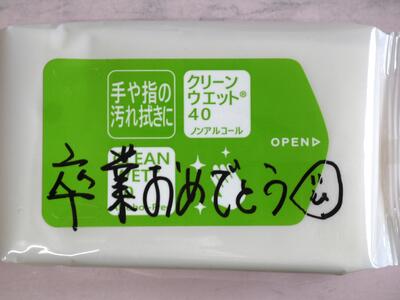 手や指の
汚れ拭きに
クリーン
ウエット®
40
ノンアルコール
OPEN▷
卒業おめでとう